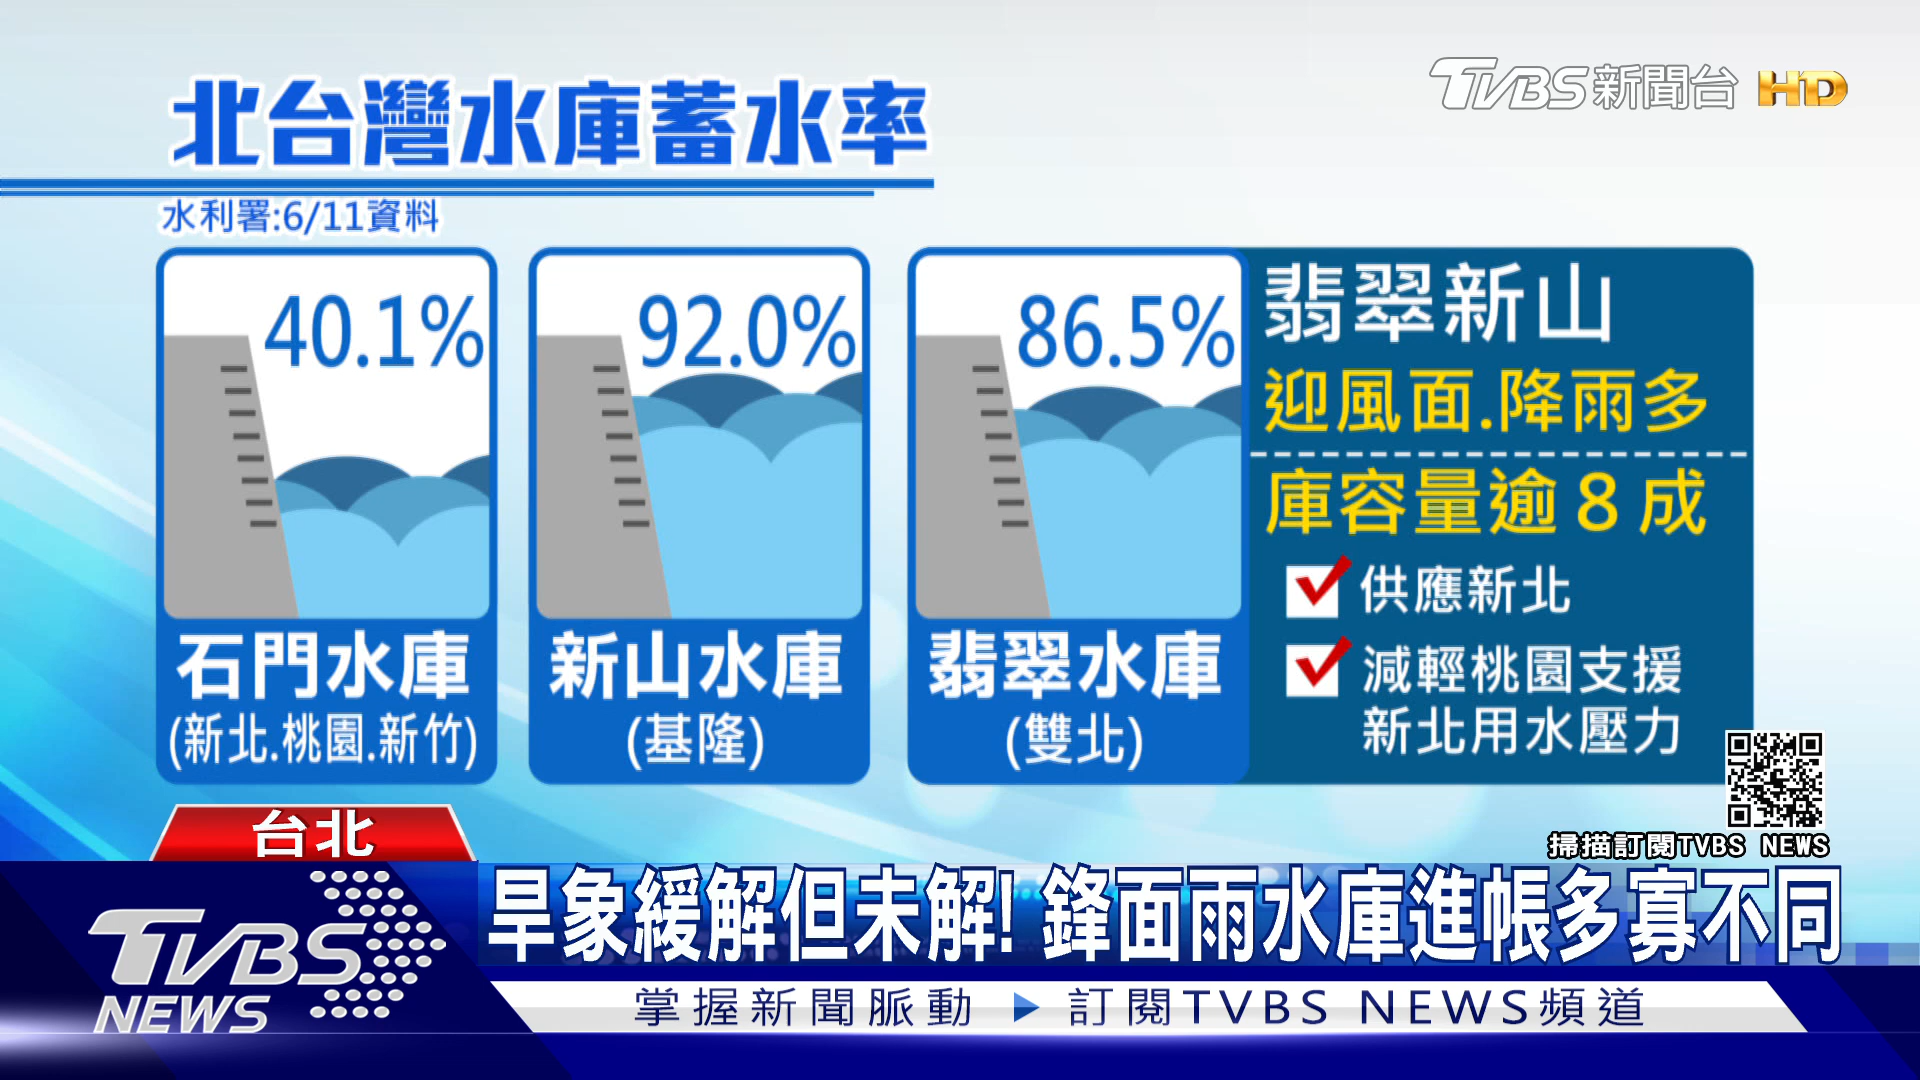 北台灣水庫蓄水率
TVBS新聞台 HD
水利署:6/11資料
40.1%
石門水庫
(新北.桃園.新竹)
92.0%
新山水庫
(基隆)
86.5%
翡翠水庫
(雙北)
翡翠新山
迎風面.降雨多
庫容量逾8成
供應新北
減輕桃園支援
新北用水壓力
掃描訂閱TVBS NEWS
台北
旱象緩解但未解! 鋒面雨水庫進帳多寡不同
TVBS
NEWS
掌握新聞脈動 ▶ 訂閱TVBS NEWS頻道